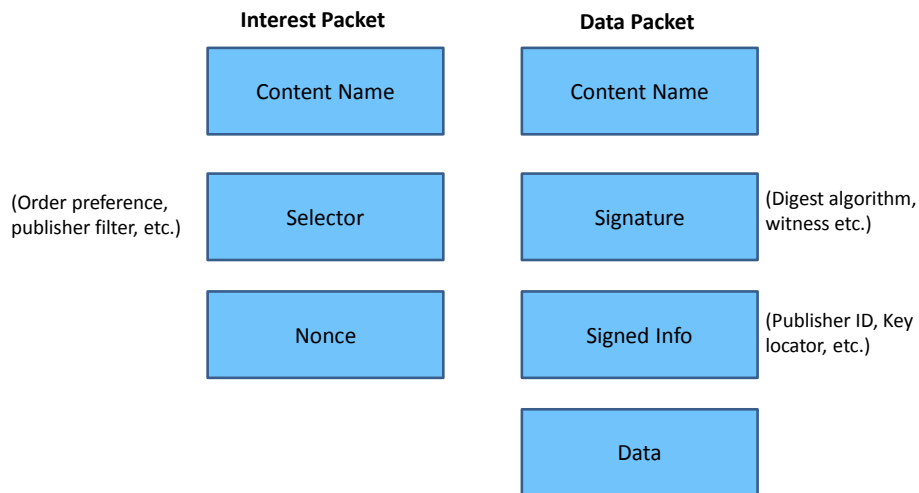 Interest Packet
Data Packet
Content Name
Content Name
(Order preference,
publisher filter, etc.)
Selector
Signature
(Digest algorithm,
witness etc.)
Nonce
Signed Info
(Publisher ID, Key
locator, etc.)
Data